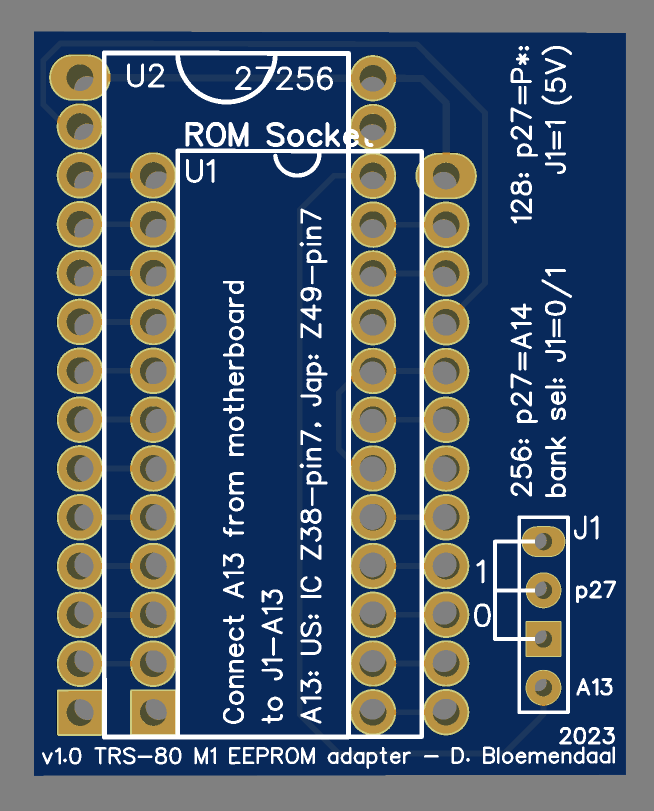 U2
27256
ROM Socket
U1
Connect A13 from motherboard
to J1-A13
A13: US: IC Z38-pin7, Jap: Z49-pin7
128: p27=P*:
J1=1 (5V)
256: p27=A14
bank sel: J1=0/1
J1
1
p27
0
A13
2023
v1.0 TRS-80 M1 EEPROM adapter - D. Bloemendaal